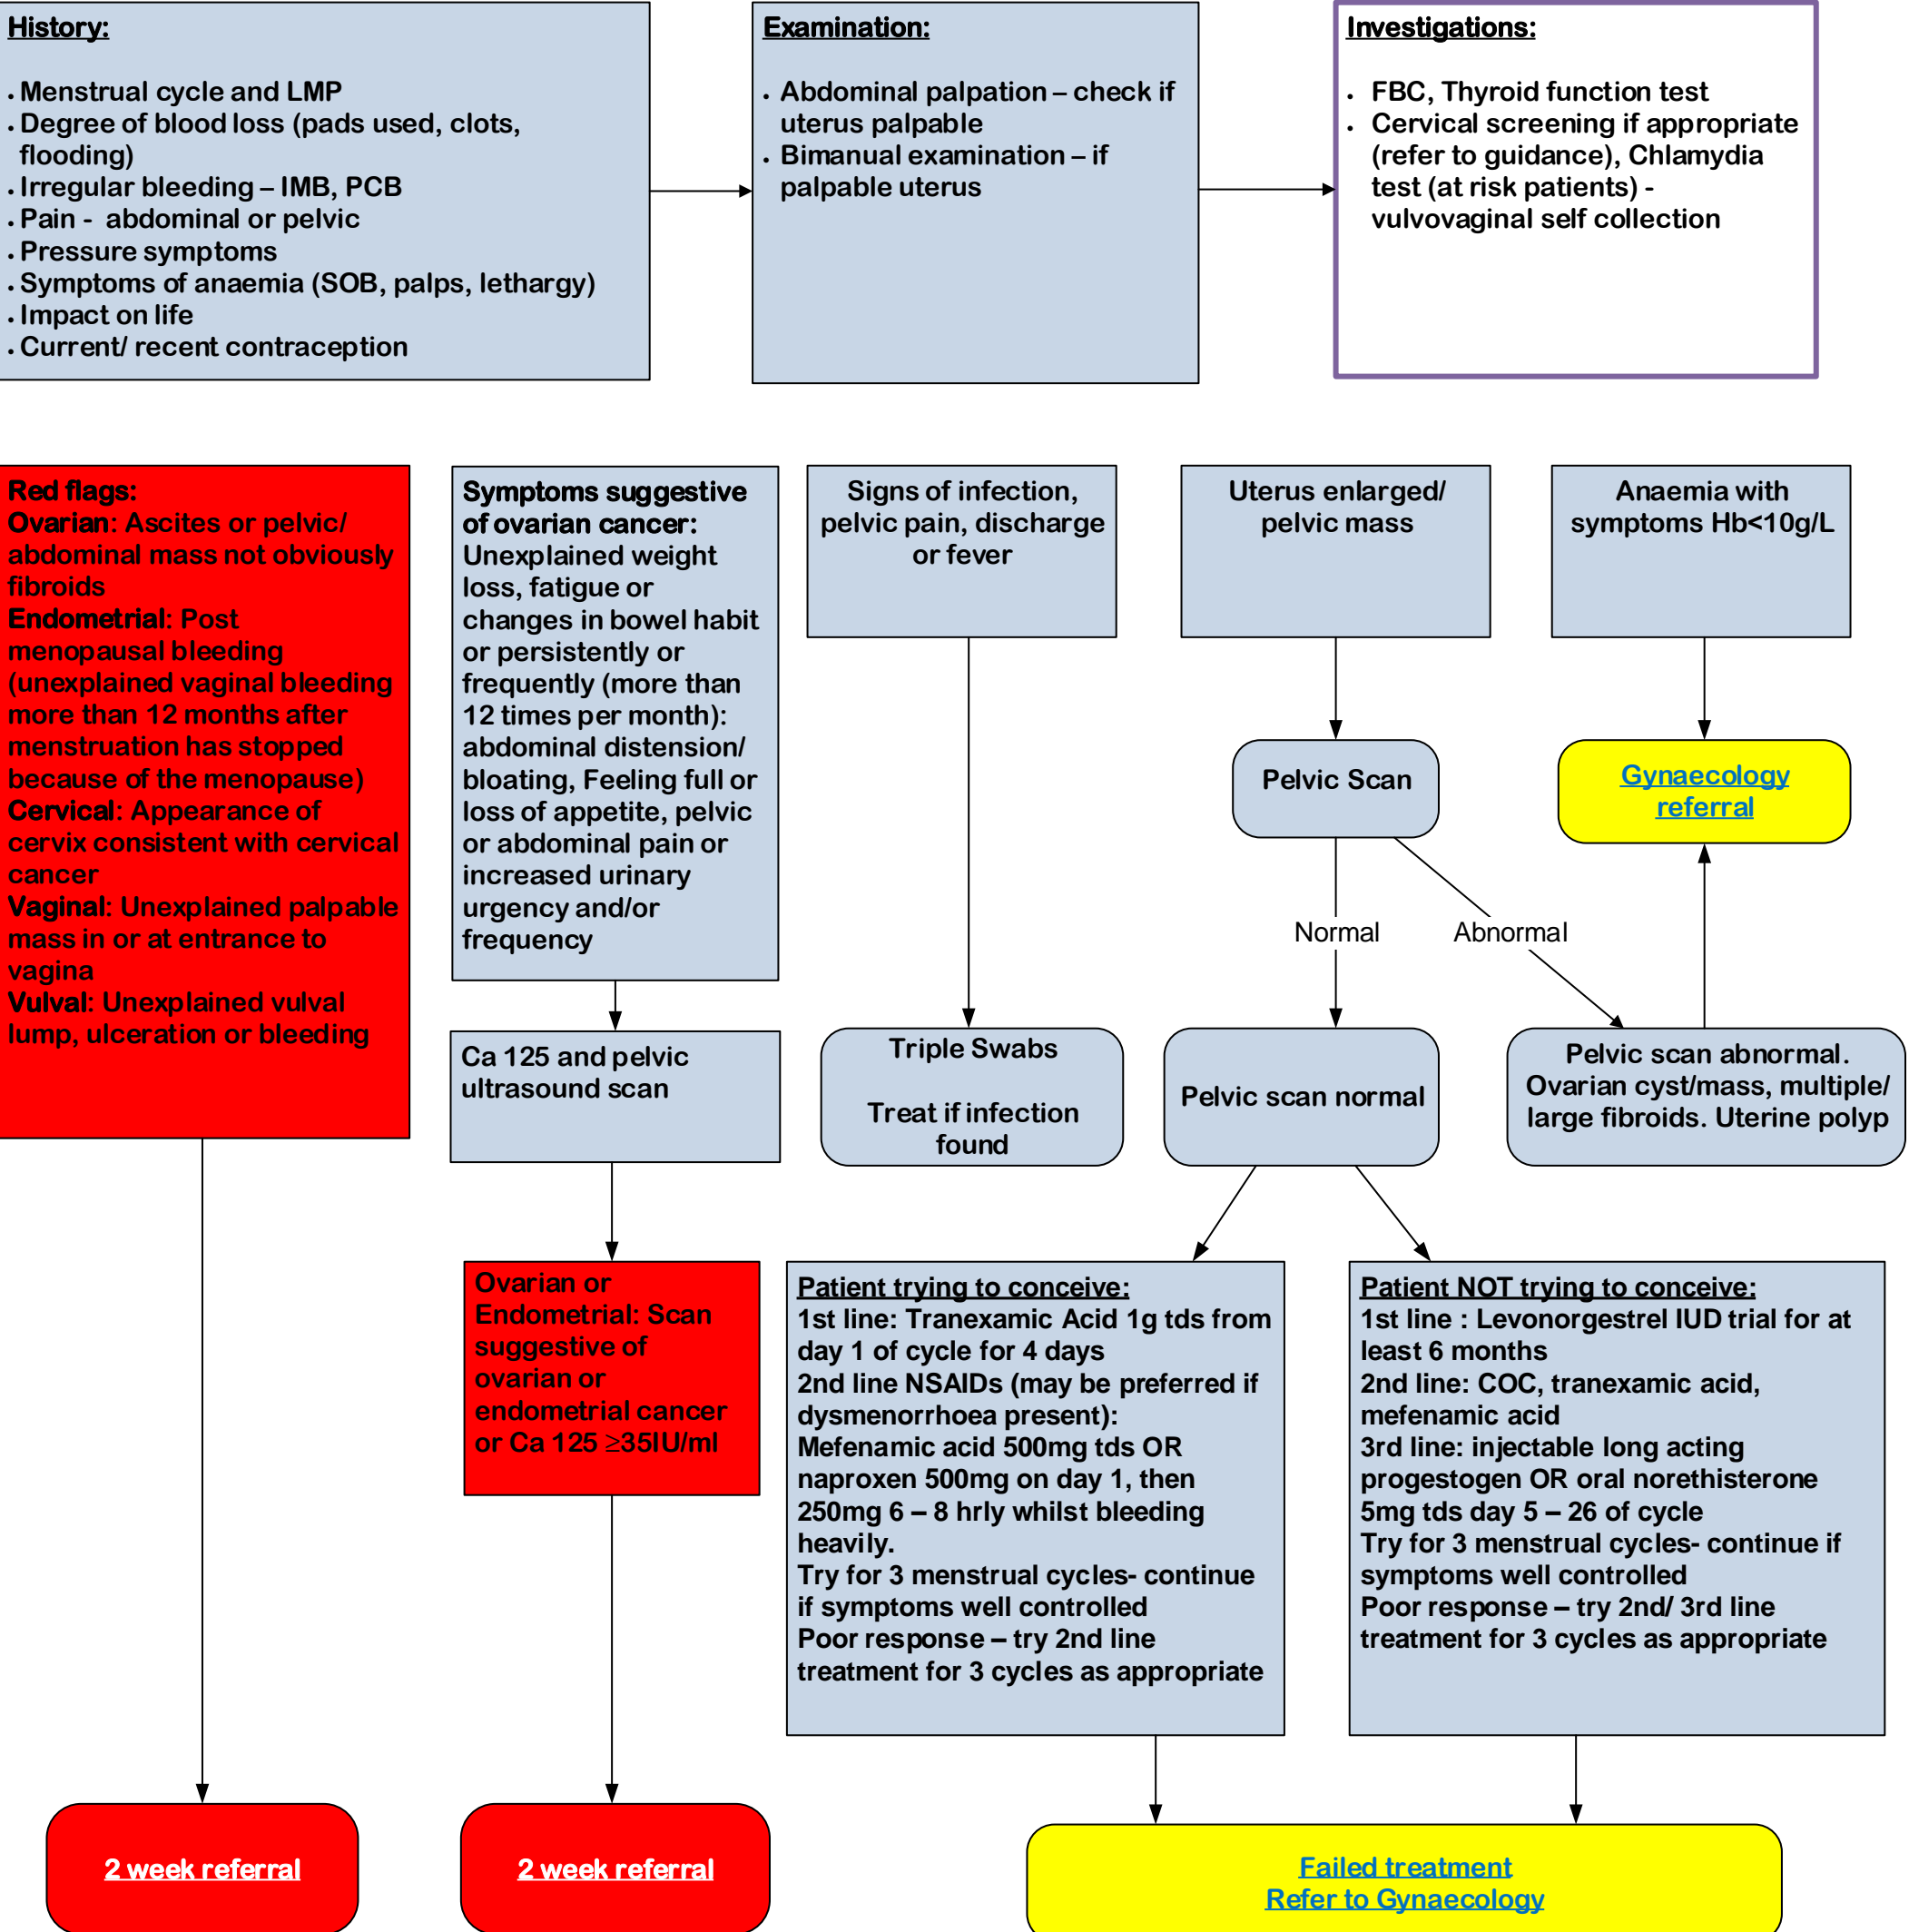 History:
. Menstrual cycle and LMP
. Degree of blood loss (pads used, clots,
flooding)
. Irregular bleeding – IMB, PCB
. Pain - abdominal or pelvic
. Pressure symptoms
. Symptoms of anaemia (SOB, palps, lethargy)
. Impact on life
. Current/ recent contraception
Examination:
. Abdominal palpation – check if
uterus palpable
. Bimanual examination – if
palpable uterus
Investigations:
. FBC, Thyroid function test
. Cervical screening if appropriate
(refer to guidance), Chlamydia
test (at risk patients) -
vulvovaginal self collection
Red flags:
Ovarian: Ascites or pelvic/
abdominal mass not obviously
fibroids
Endometrial: Post
menopausal bleeding
(unexplained vaginal bleeding
more than 12 months after
menstruation has stopped
because of the menopause)
Cervical: Appearance of
cervix consistent with cervical
cancer
Vaginal: Unexplained palpable
mass in or at entrance to
vagina
Vulval: Unexplained vulval
lump, ulceration or bleeding
Symptoms suggestive
of ovarian cancer:
Unexplained weight
loss, fatigue or
changes in bowel habit
or persistently or
frequently (more than
12 times per month):
abdominal distension/
bloating, Feeling full or
loss of appetite, pelvic
or abdominal pain or
increased urinary
urgency and/or
frequency
Signs of infection,
pelvic pain, discharge
or fever
Uterus enlarged/
pelvic mass
Anaemia with
symptoms Hb<10g/L
Pelvic Scan
Gynaecology
referral
Normal
Abnormal
Ca 125 and pelvic
ultrasound scan
Triple Swabs
Treat if infection
found
Pelvic scan normal
Pelvic scan abnormal.
Ovarian cyst/mass, multiple/
large fibroids. Uterine polyp
Ovarian or
Endometrial: Scan
suggestive of
ovarian or
endometrial cancer
or Ca 125 ≥35IU/ml
Patient trying to conceive:
1st line: Tranexamic Acid 1g tds from
day 1 of cycle for 4 days
2nd line NSAIDs (may be preferred if
dysmenorrhoea present):
Mefenamic acid 500mg tds OR
naproxen 500mg on day 1, then
250mg 6 – 8 hrly whilst bleeding
heavily.
Try for 3 menstrual cycles- continue
if symptoms well controlled
Poor response – try 2nd line
treatment for 3 cycles as appropriate
Patient NOT trying to conceive:
1st line : Levonorgestrel IUD trial for at
least 6 months
2nd line: COC, tranexamic acid,
mefenamic acid
3rd line: injectable long acting
progestogen OR oral norethisterone
5mg tds day 5 – 26 of cycle
Try for 3 menstrual cycles- continue if
symptoms well controlled
Poor response – try 2nd/ 3rd line
treatment for 3 cycles as appropriate
2 week referral
2 week referral
Failed treatment
Refer to Gynaecology